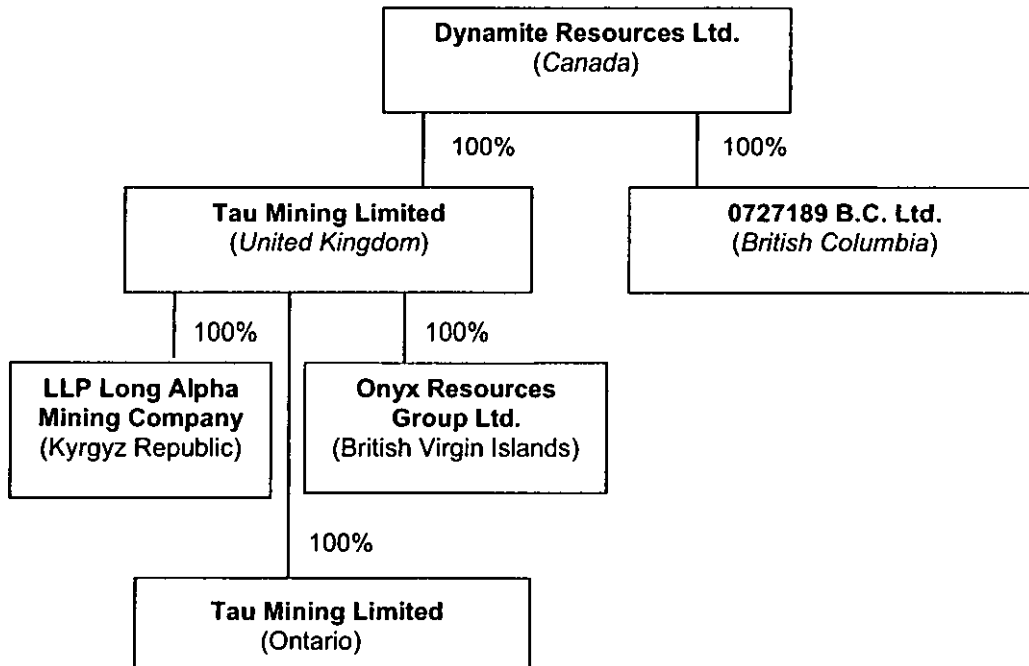 Dynamite Resources Ltd.
(Canada)
100%
100%
Tau Mining Limited
(United Kingdom)
0727189 B.C. Ltd.
(British Columbia)
100%
100%
LLP Long Alpha
Mining Company
(Kyrgyz Republic)
Onyx Resources
Group Ltd.
(British Virgin Islands)
100%
Tau Mining Limited
(Ontario)